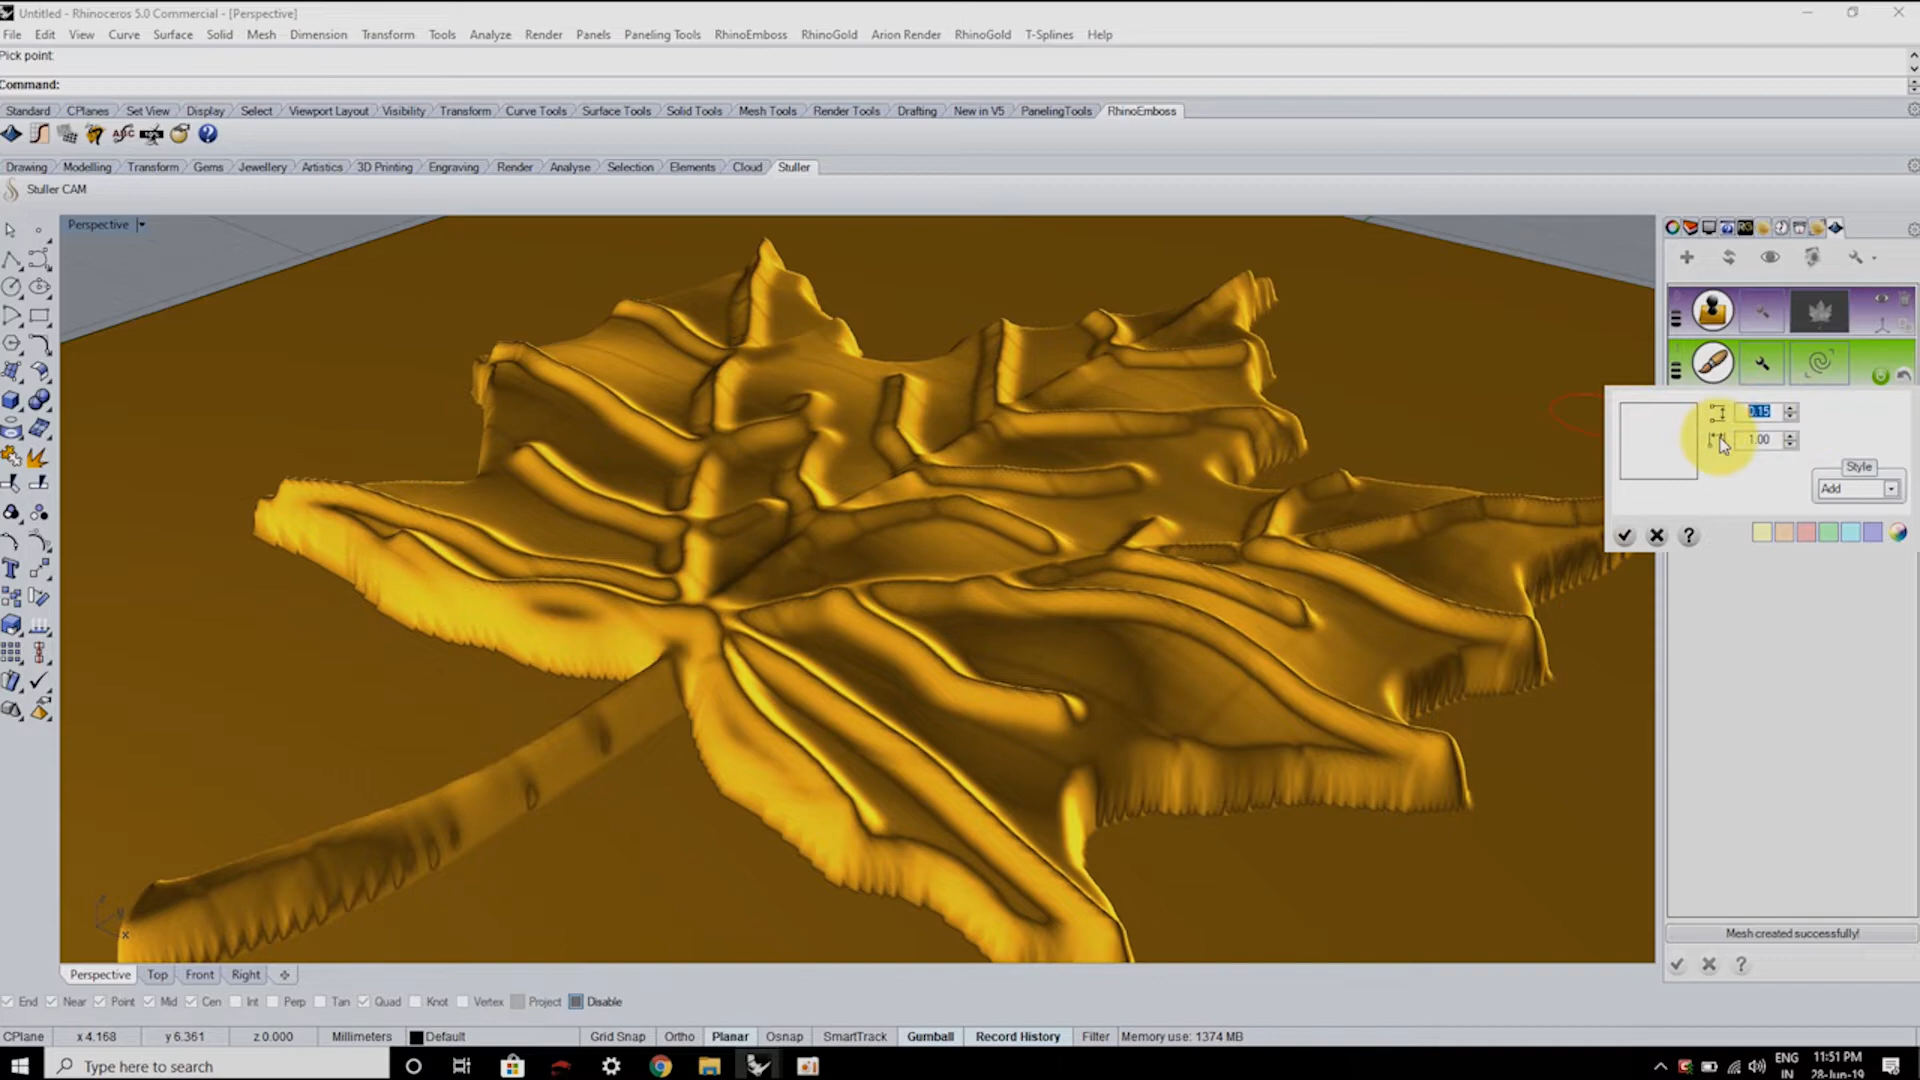 Untitled - Rhinoceros 5.0 Commercial - [Perspective]
File Edit View Curve Surface Solid Mesh Dimension Transform Tools Analyze Render Panels Paneling Tools RhinoEmboss RhinoGold Arion Render RhinoGold T-Splines Help
Pick point
Command:
Standard CPlanes Set View Display Select Viewport Layout Visibility Transform Curve Tools Surface Tools Solid Tools Mesh Tools Render Tools Drafting New in V5 PanelingTools RhinoEmboss
Drawing Modelling Transform Gems Jewellery Artistics 3D Printing Engraving Render Analyse Selection Elements Cloud Stuller
Stuller CAM
Perspective
0.15
1.00
Style
Add
Mesh created successfully!
Perspective Top Front Right
End Near Point Mid Cen Int Perp Tan Quad Knot Vertex Project Disable
CPlane x 4.168 y 6.361 z 0.000 Millimeters Default Grid Snap Ortho Planar Osnap SmartTrack Gumball Record History Filter Memory use: 1374 MB
Type here to search
ENG 11:51 PM
IN 28-Jun-19